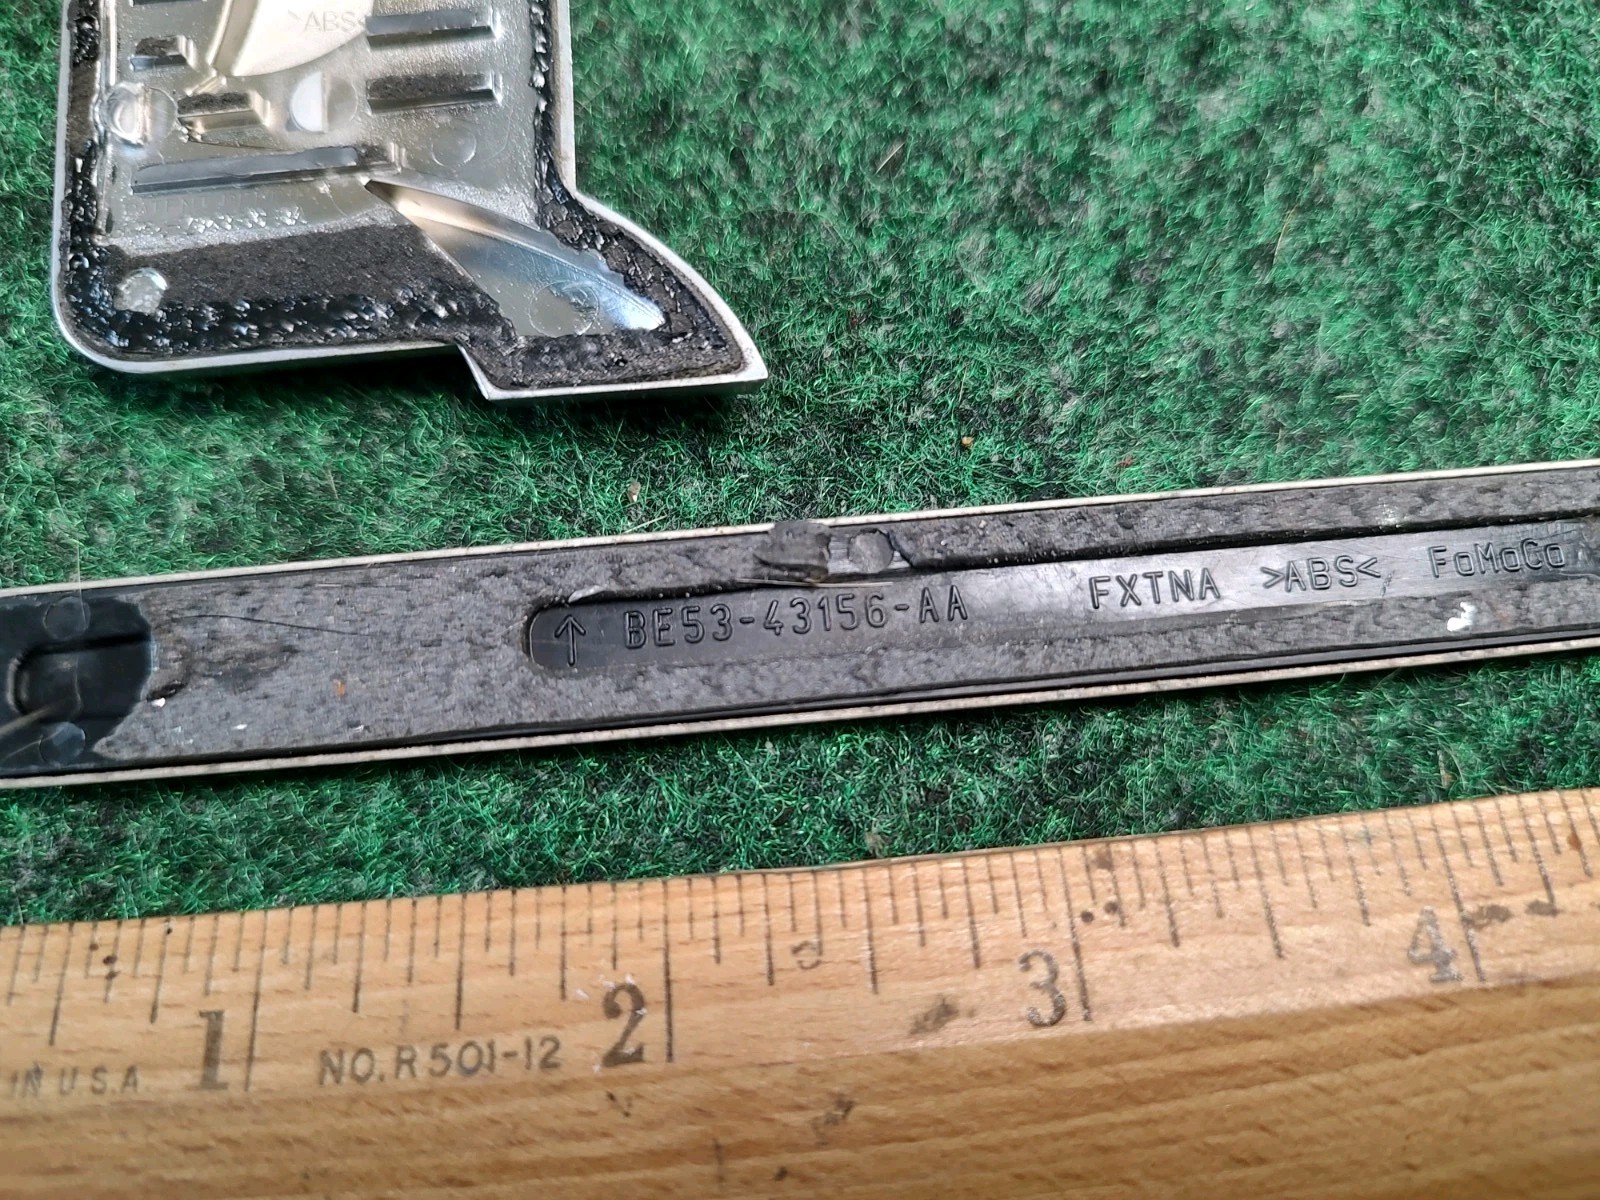 >ABS<
BE53-43156-AA FXTNA >ABS< FoMoCo
1 2 3 4
IN U.S.A. NO. R501-12